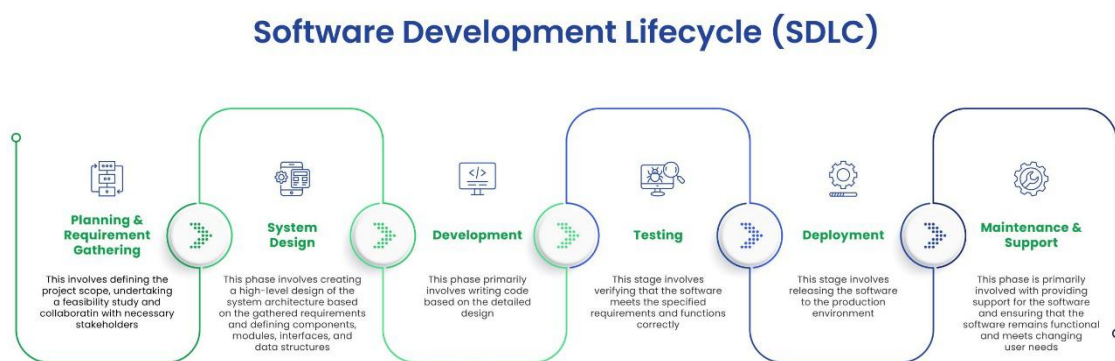 Software Development Lifecycle (SDLC)
Planning &
Requirement
Gathering
This involves defining the
project scope, undertaking
a feasibility study and
collaboratin with necessary
stakeholders
System
Design
This phase involves creating
a high-level design of the
system architecture based
on the gathered requirements
and defining components,
modules, interfaces, and
data structures
</>
Development
This phase primarily
involves writing code
based on the detailed
design
Testing
This stage involves
verifying that the software
meets the specified
requirements and functions
correctly
Deployment
This stage involves
releasing the software
to the production
environment
Maintenance &
Support
This phase is primarily
involved with providing
support for the software
and ensuring that the
software remains functional
and meets changing
user needs